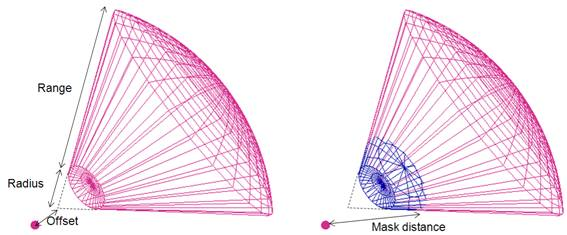 Range
Radius
Offset
Mask distance